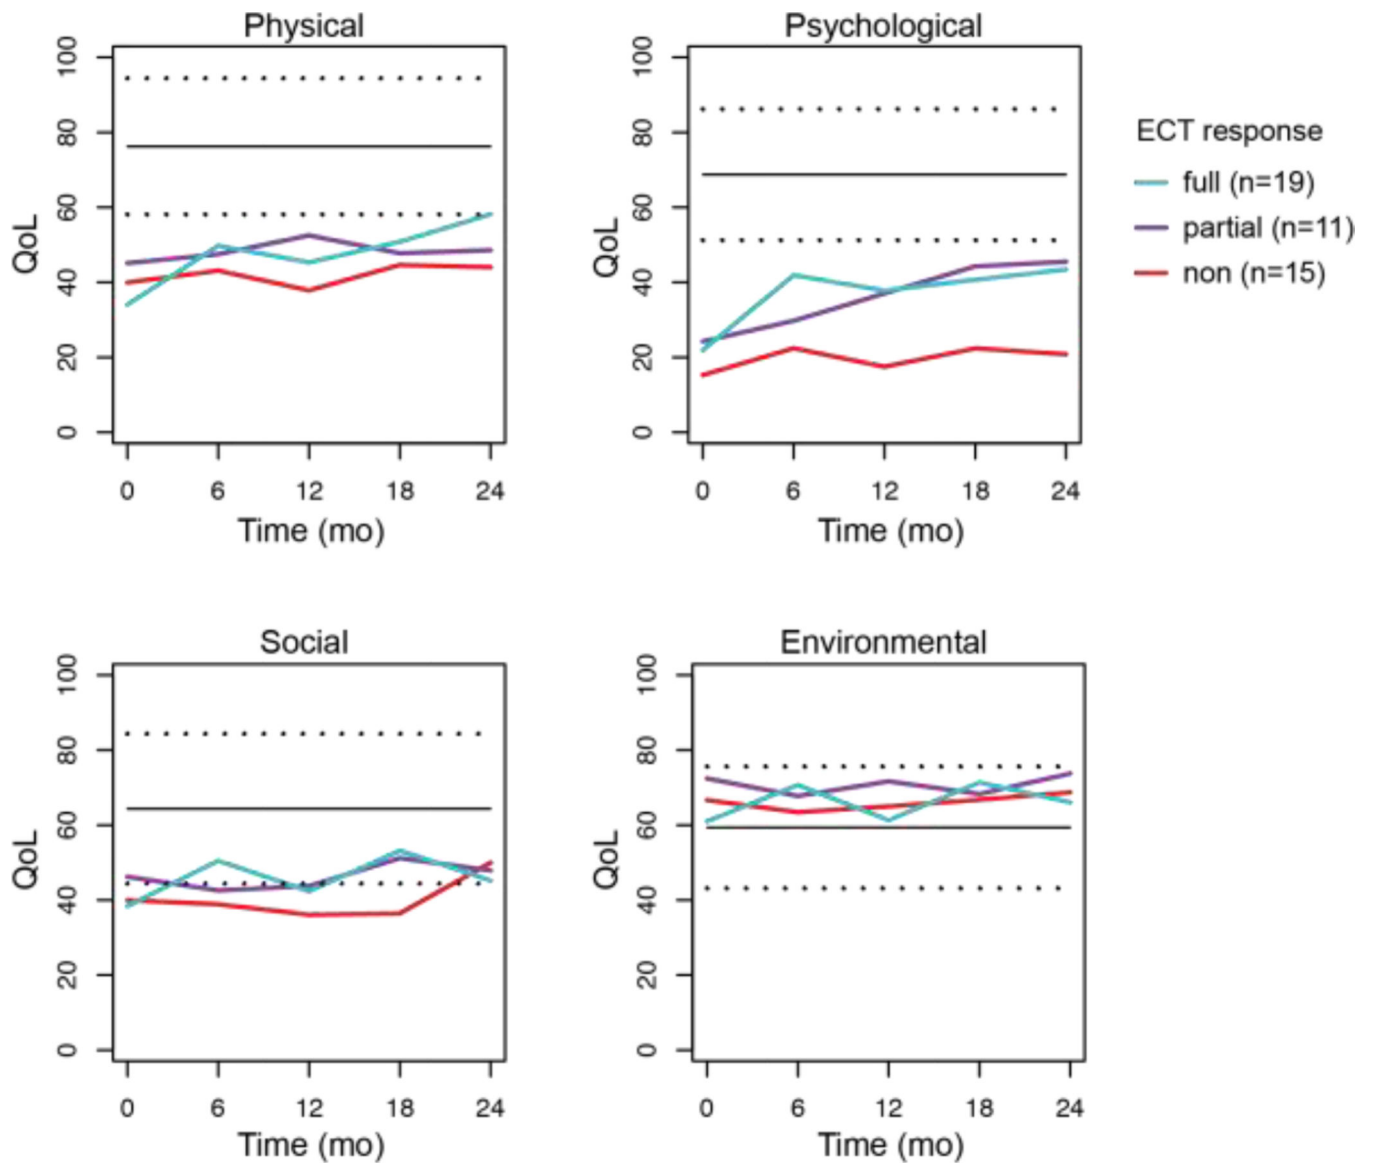 Physical
Psychological
100
80
60
40
20
0
QoL
0 6 12 18 24
Time (mo)
100
80
60
40
20
0
QoL
0 6 12 18 24
Time (mo)
ECT response
full (n=19)
partial (n=11)
non (n=15)
Social
Environmental
100
80
60
40
20
0
QoL
0 6 12 18 24
Time (mo)
100
80
60
40
20
0
QoL
0 6 12 18 24
Time (mo)